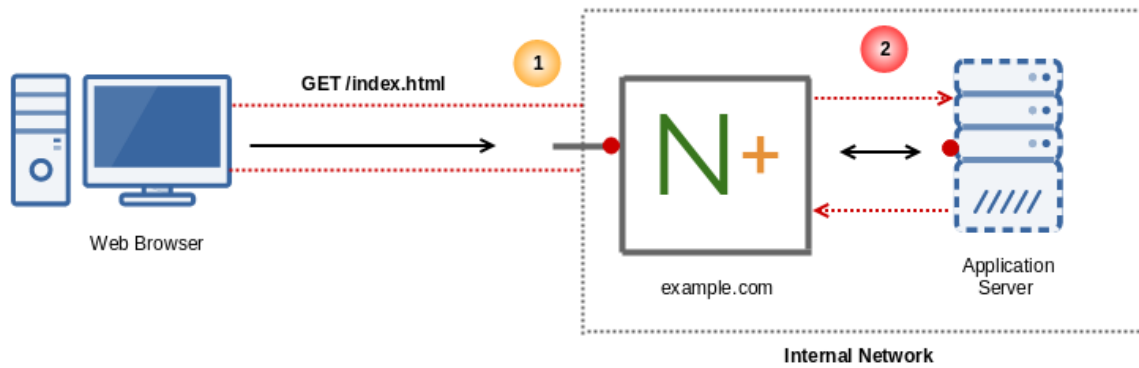 1
2
GET /index.html
N+
Web Browser
example.com
Application
Server
Internal Network